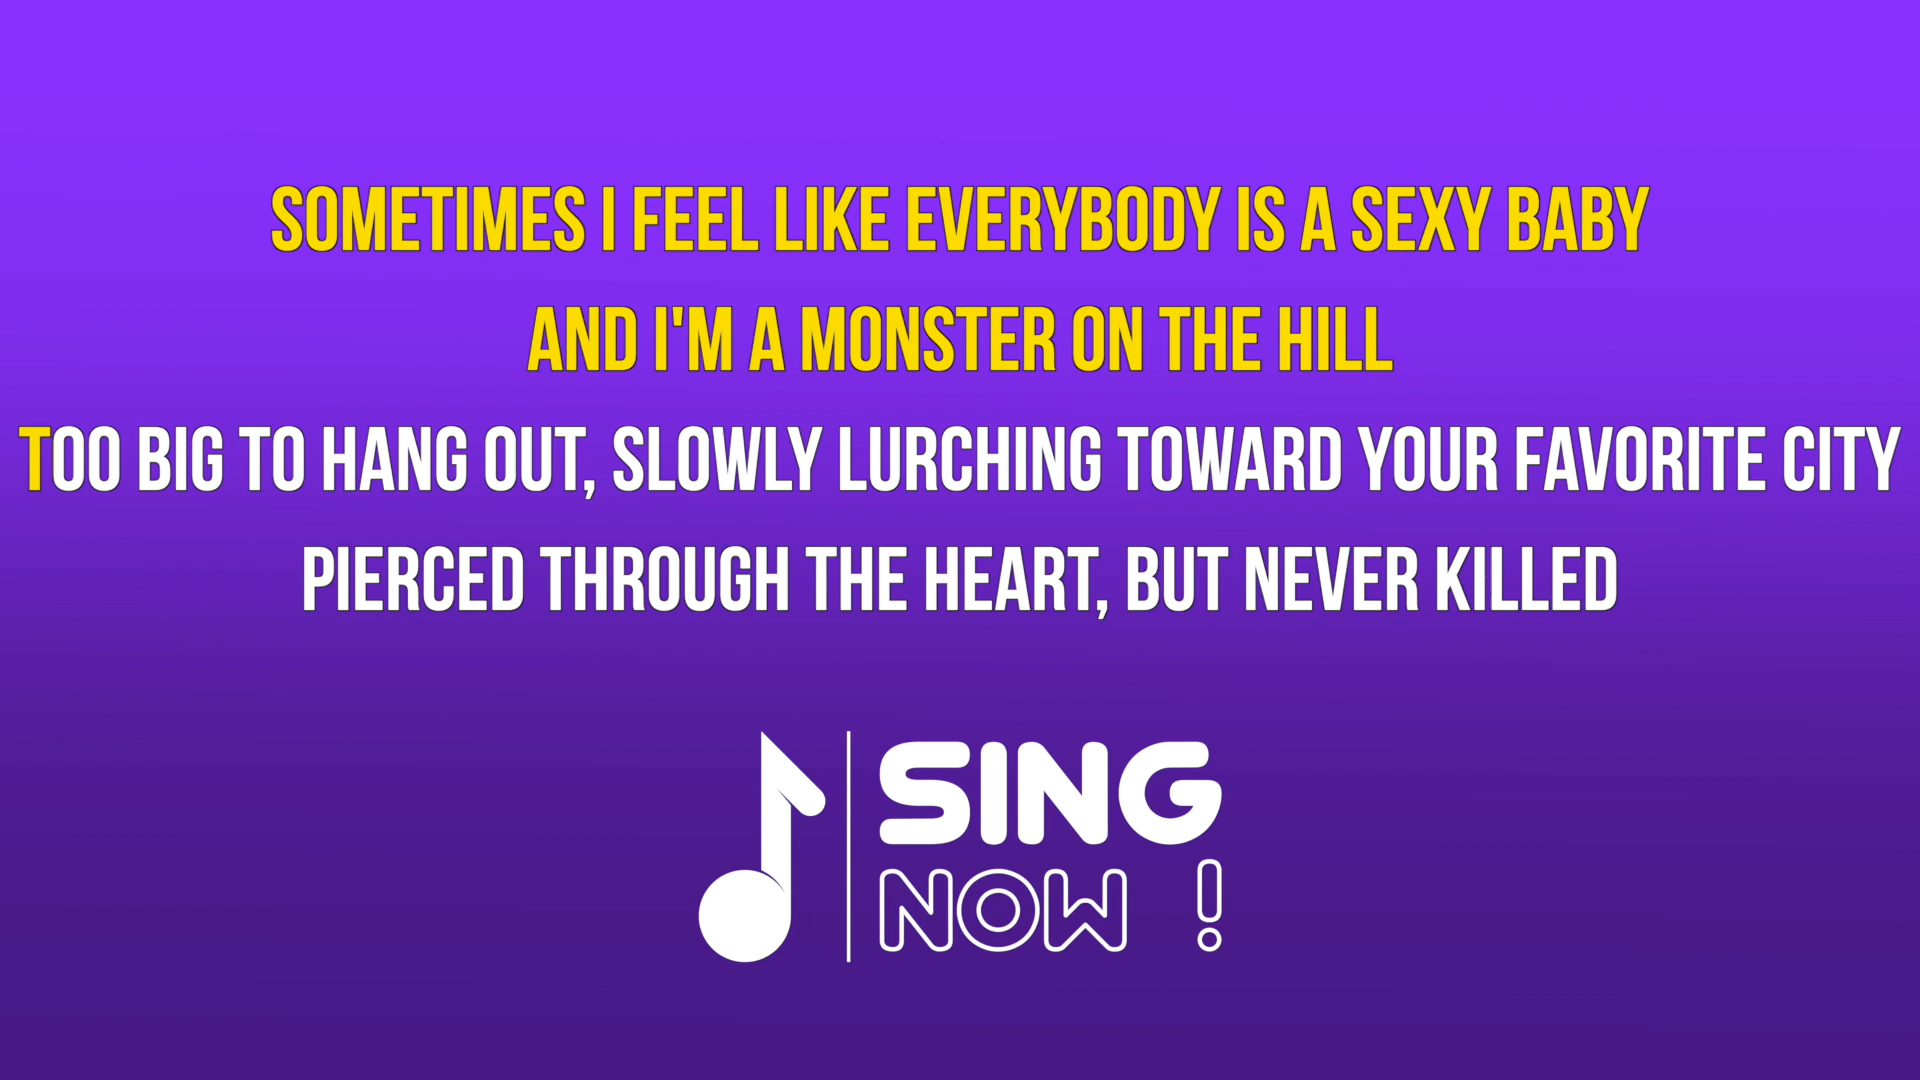 SOMETIMES I FEEL LIKE EVERYBODY IS A SEXY BABY
AND I'M A MONSTER ON THE HILL
TOO BIG TO HANG OUT, SLOWLY LURCHING TOWARD YOUR FAVORITE CITY
PIERCED THROUGH THE HEART, BUT NEVER KILLED
SING
NOW !